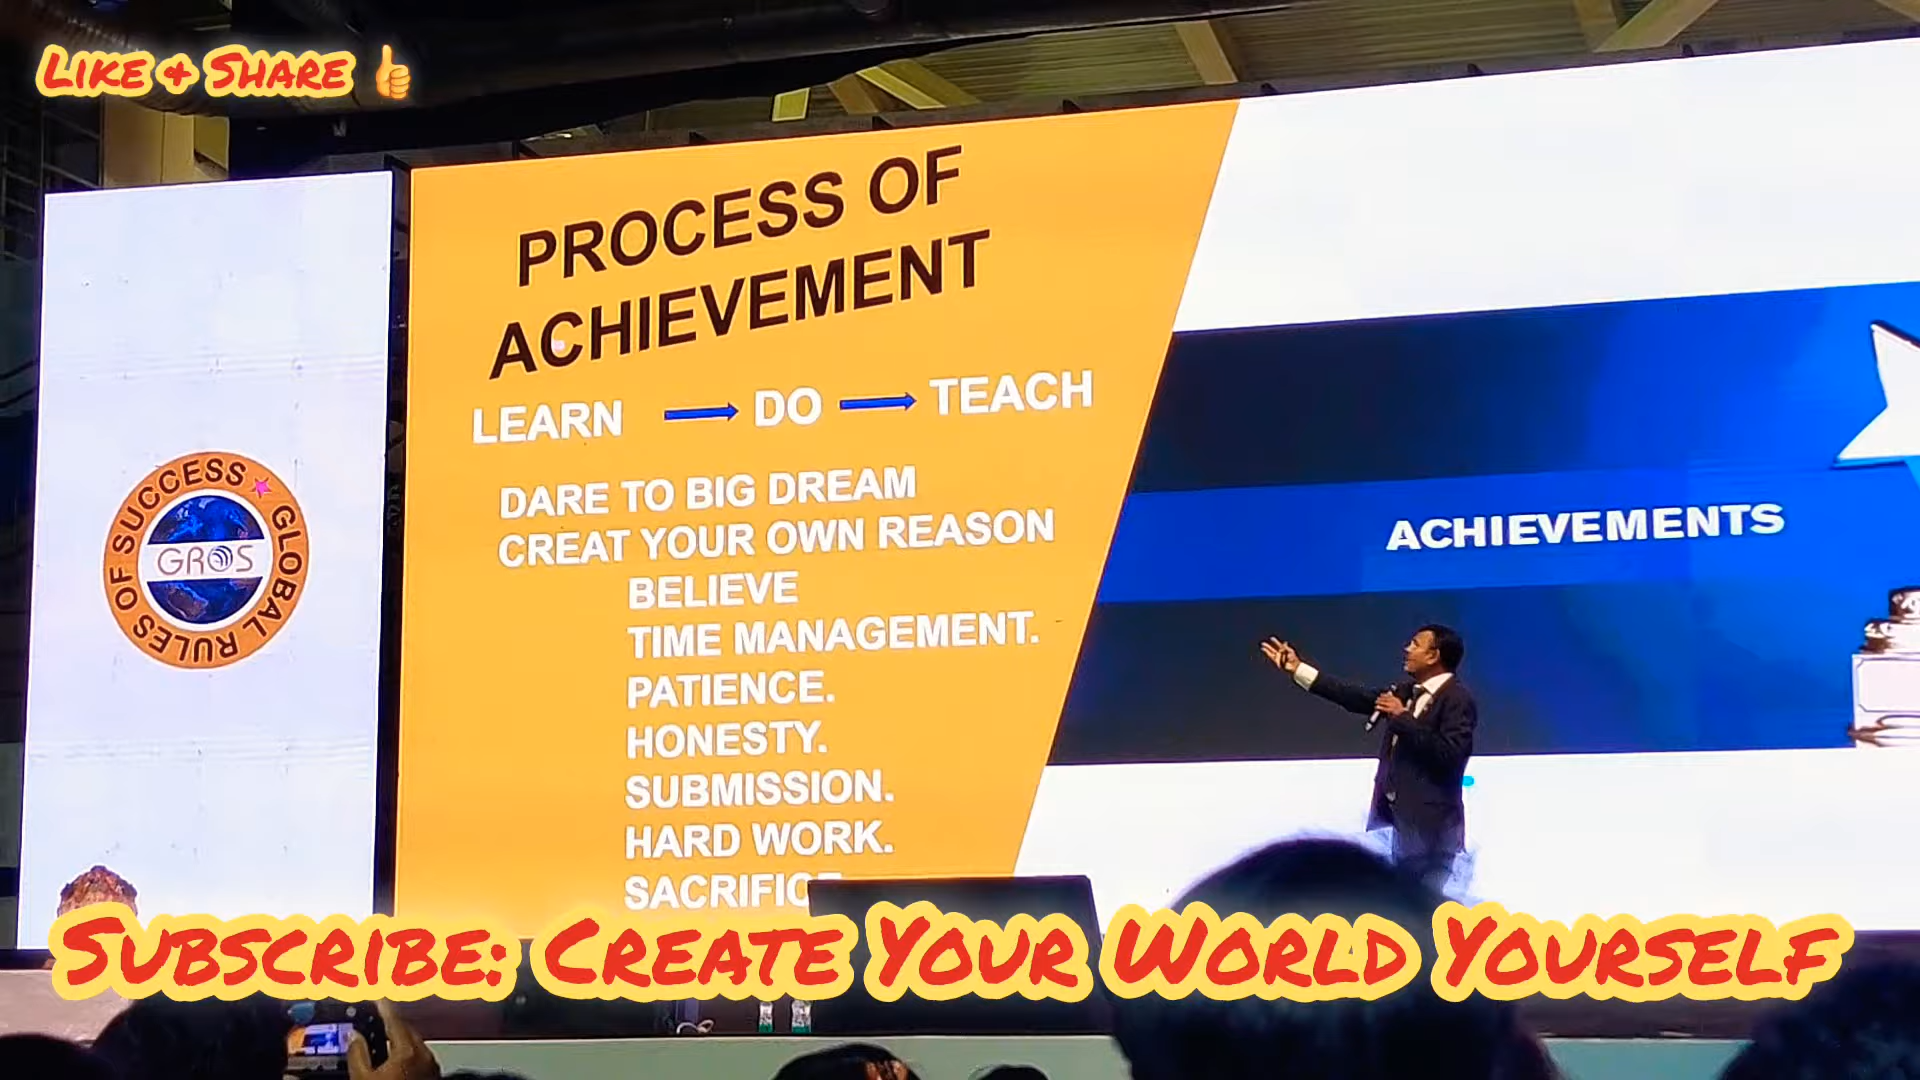 LIKE & SHARE 👍
PROCESS OF
ACHIEVEMENT
LEARN → DO → TEACH
DARE TO BIG DREAM
CREAT YOUR OWN REASON
BELIEVE
TIME MANAGEMENT.
PATIENCE.
HONESTY.
SUBMISSION.
HARD WORK.
SACRIFIC
ACHIEVEMENTS
GLOBAL RULES OF SUCCESS
GROS
SUBSCRIBE: CREATE YOUR WORLD YOURSELF